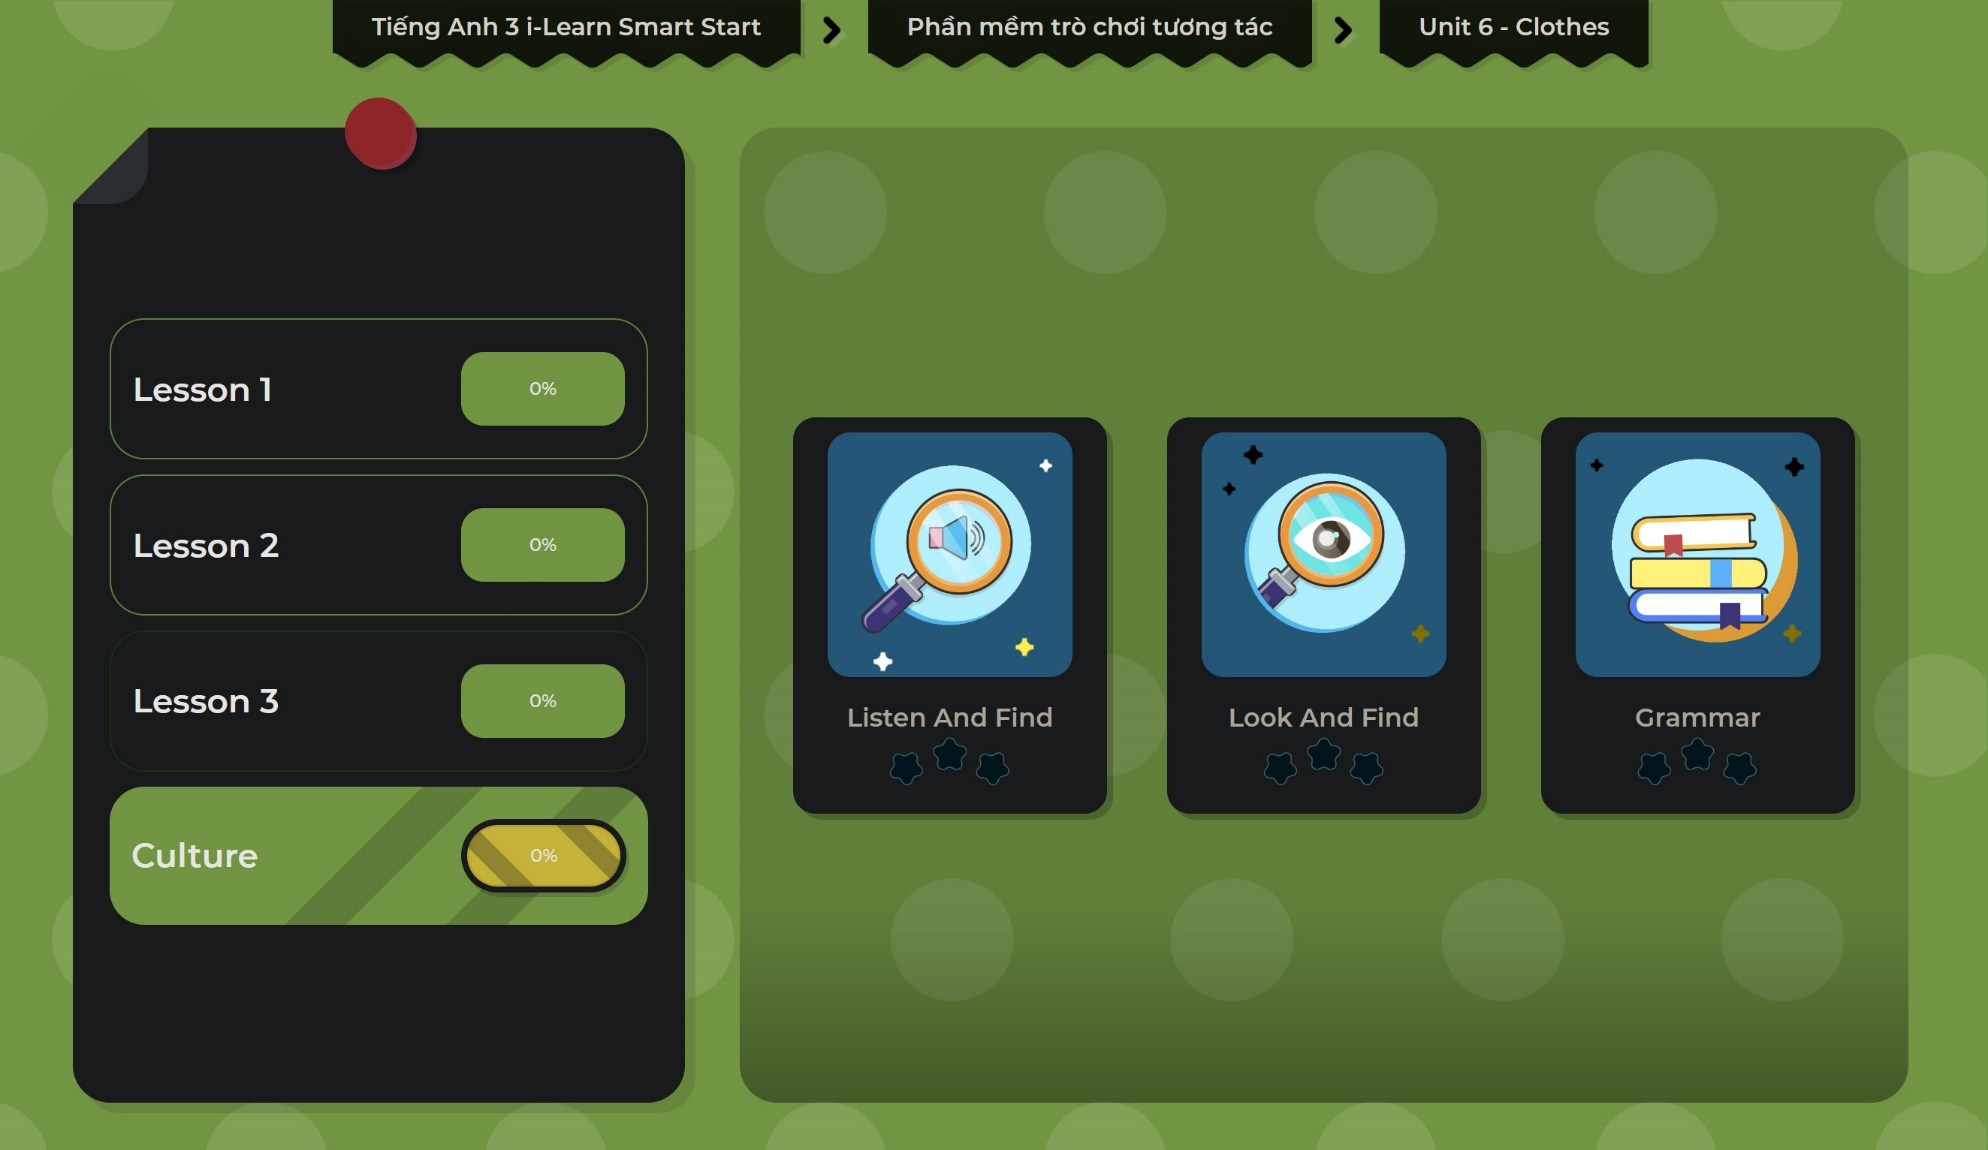 Tiếng Anh 3 i-Learn Smart Start
Phần mềm trò chơi tương tác
Unit 6 - Clothes
Lesson 1
0%
Lesson 2
0%
Lesson 3
0%
Culture
0%
Listen And Find
Look And Find
Grammar